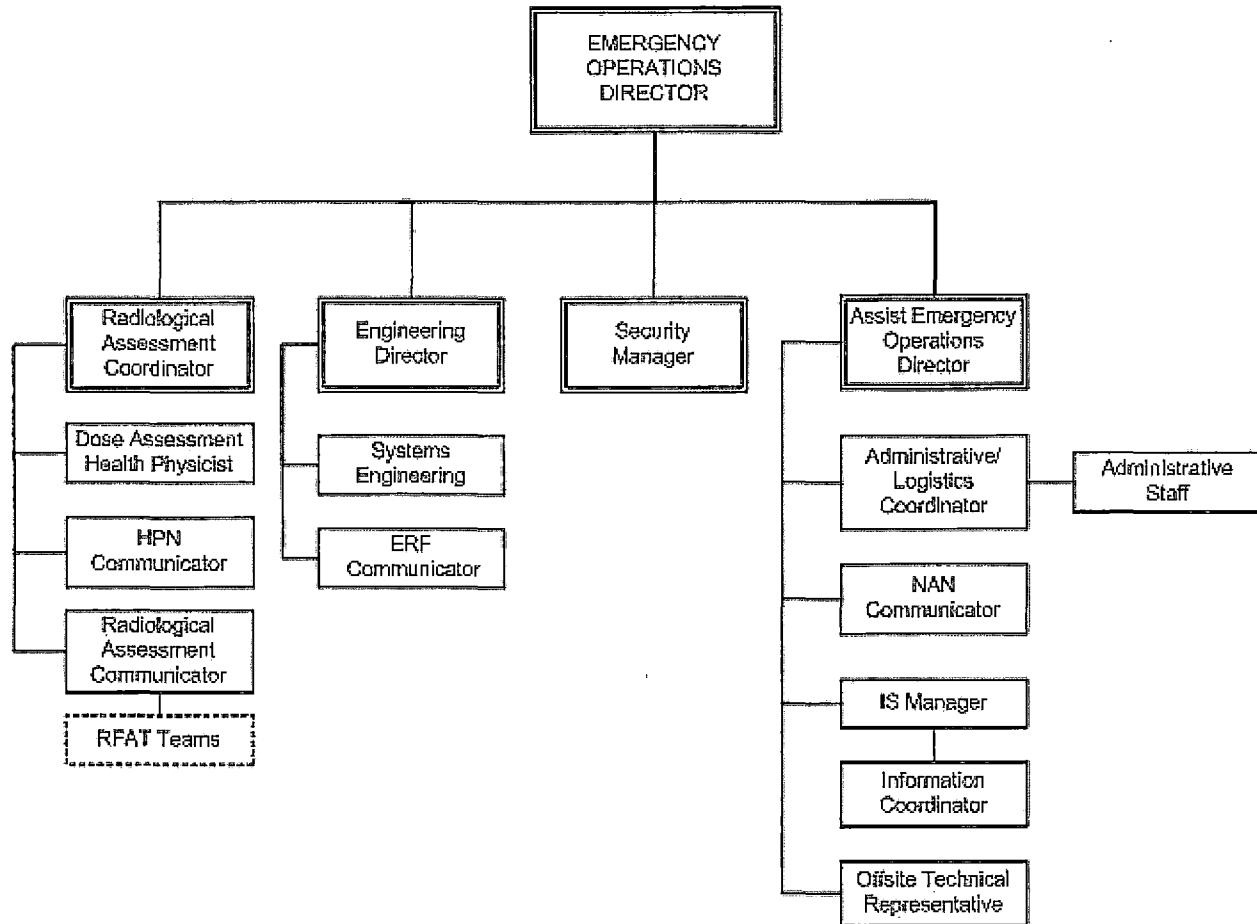 EMERGENCY
OPERATIONS
DIRECTOR
Radiological
Assessment
Coordinator
Engineering
Director
Security
Manager
Assist Emergency
Operations
Director
Dose Assessment
Health Physicist
Systems
Engineering
Administrative/
Logistics
Coordinator
Administrative
Staff
HPN
Communicator
ERF
Communicator
NAN
Communicator
Radiological
Assessment
Communicator
IS Manager
RFAT Teams
Information
Coordinator
Offsite Technical
Representative